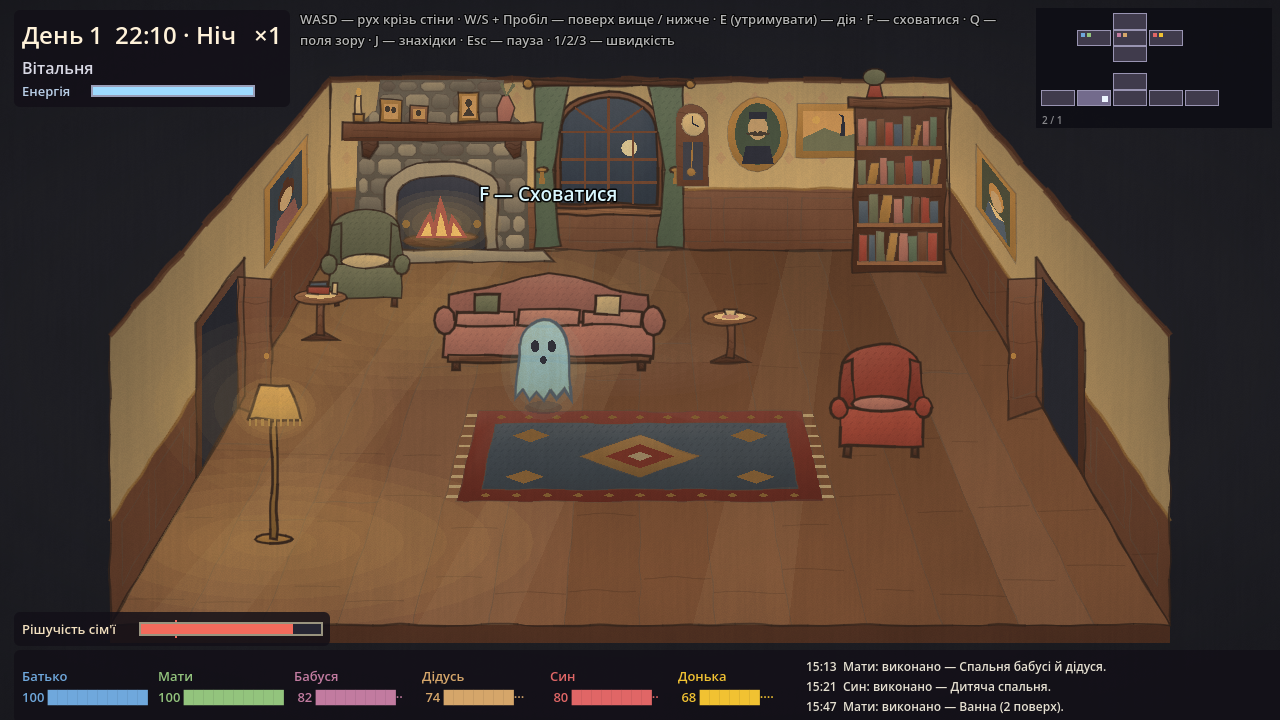 День 1 22:10 · Ніч ×1
Вітальня
Енергія
WASD — рух крізь стіни · W/S + Пробіл — поверх вище / нижче · E (утримувати) — дія · F — сховатися · Q —
поля зору · J — знахідки · Esc — пауза · 1/2/3 — швидкість
2 / 1
F — Сховатися
Рішучість сім'ї
Батько
100
Мати
100
Бабуся
82
Дідусь
74
Син
80
Донька
68
15:13 Мати: виконано — Спальня бабусі й дідуся.
15:21 Син: виконано — Дитяча спальня.
15:47 Мати: виконано — Ванна (2 поверх).